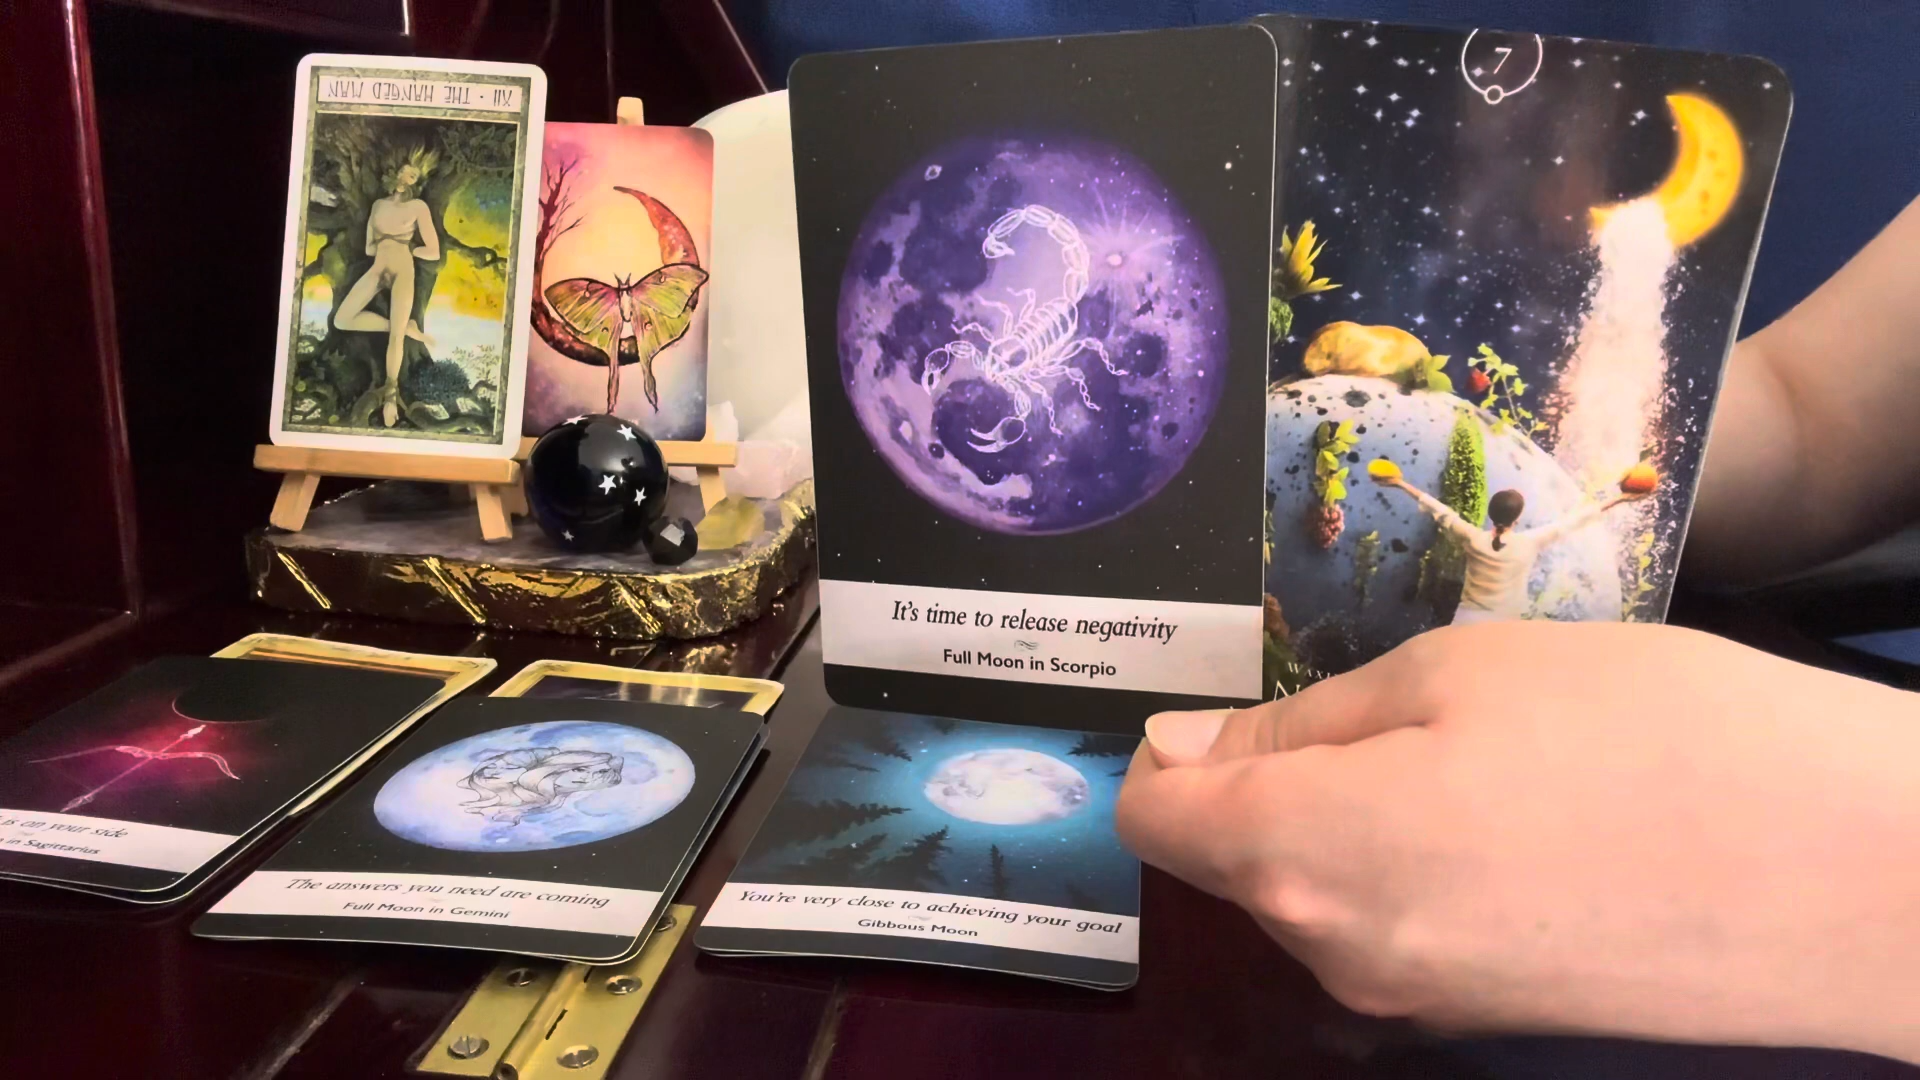 XII · THE HANGED MAN
7
It's time to release negativity
Full Moon in Scorpio
is on your side
in Sagittarius
The answers you need are coming
Full Moon in Gemini
You're very close to achieving your goal
Gibbous Moon